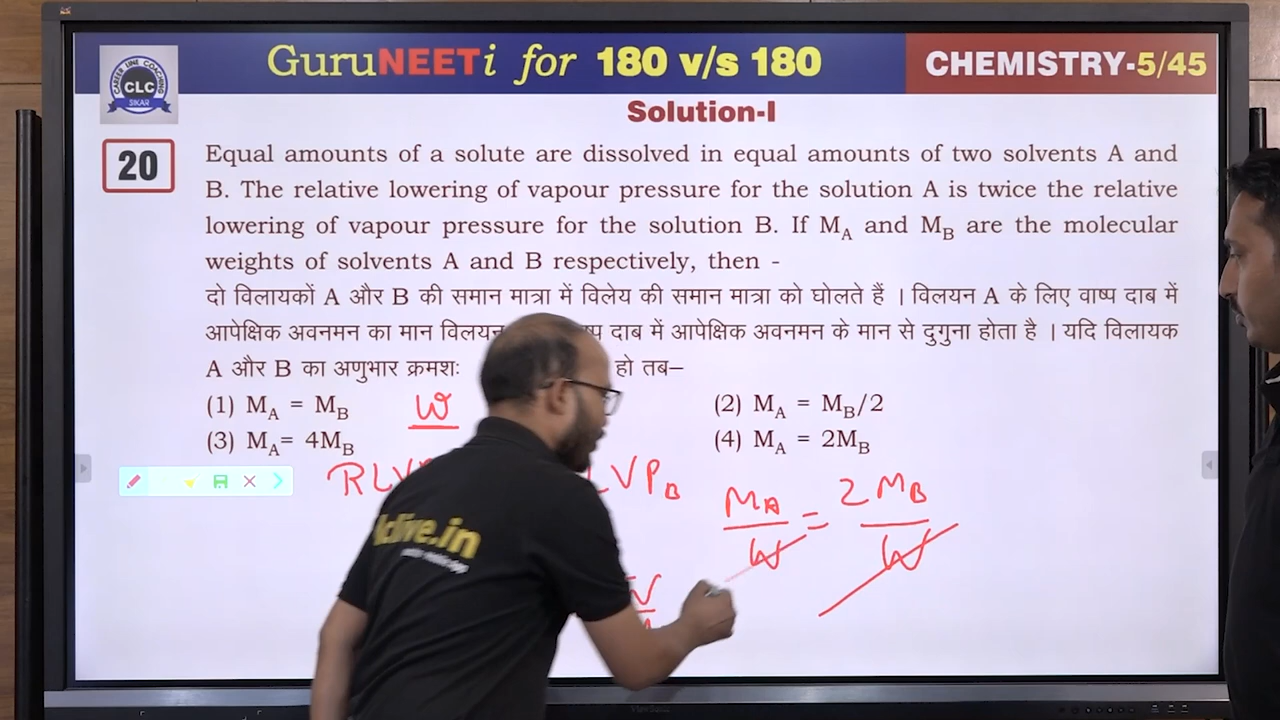 GuruNEETi for 180 v/s 180
CHEMISTRY-5/45
CAREER LINE COACHING
CLC
SIKAR
Solution-I
20
Equal amounts of a solute are dissolved in equal amounts of two solvents A and
B. The relative lowering of vapour pressure for the solution A is twice the relative
lowering of vapour pressure for the solution B. If MA and MB are the molecular
weights of solvents A and B respectively, then -
दो विलायकों A और B की समान मात्रा में विलेय की समान मात्रा को घोलते हैं । विलयन A के लिए वाष्प दाब में
आपेक्षिक अवनमन का मान विलयन दाब में आपेक्षिक अवनमन के मान से दुगुना होता है । यदि विलायक
A और B का अणुभार क्रमशः हो तब–
(1) MA = MB
W
(2) MA = MB/2
(3) MA= 4MB
(4) MA = 2MB
RLV
LVPB
MA/W = 2MB/W
clive.in
ViewSonic